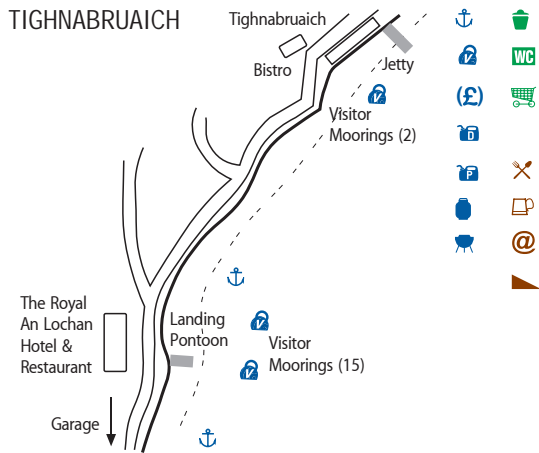 TIGHNABRUAICH
Tighnabruaich
Bistro
Jetty
Visitor
Moorings (2)
The Royal
An Lochan
Hotel &
Restaurant
Landing
Pontoon
Visitor
Moorings (15)
Garage
V
V
V
V
(£)
D
P
WC
@